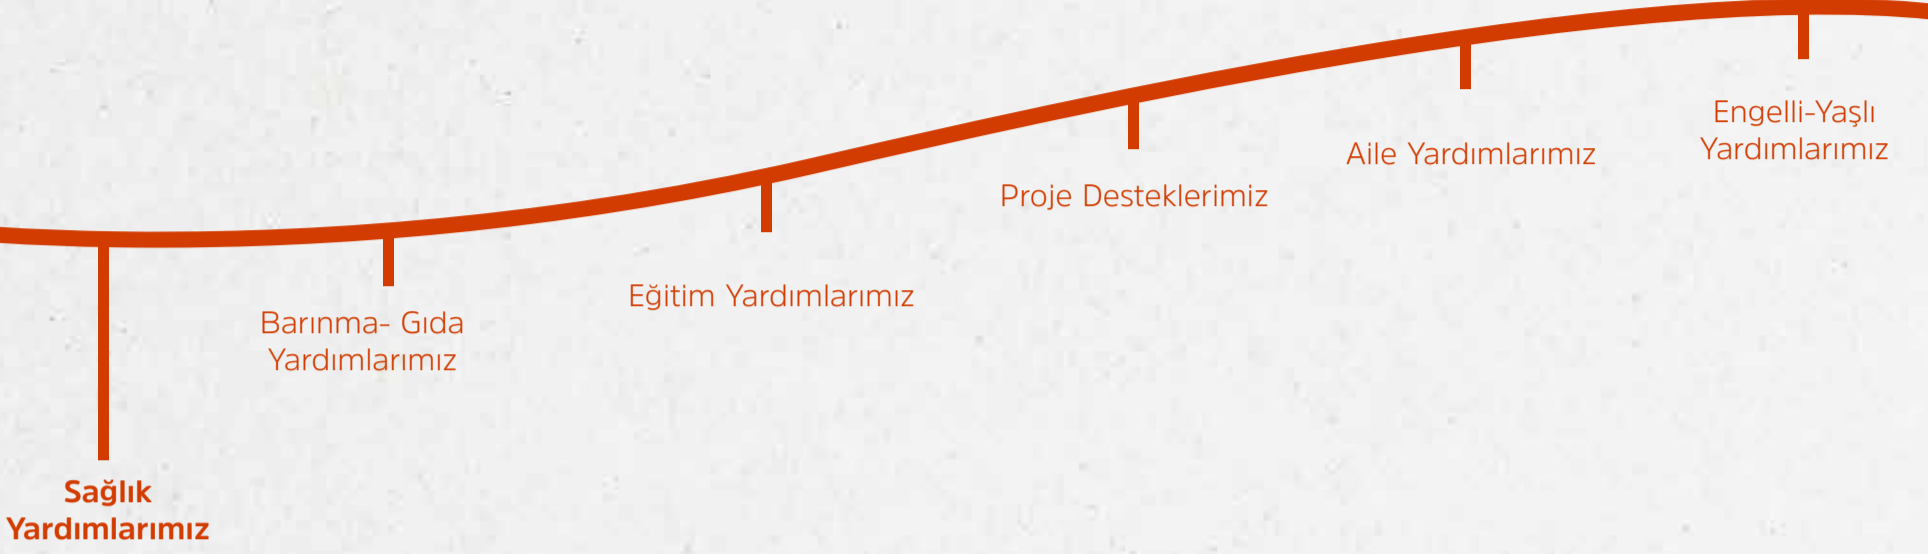 Sağlık
Yardımlarımız
Barınma- Gıda
Yardımlarımız
Eğitim Yardımlarımız
Proje Desteklerimiz
Aile Yardımlarımız
Engelli-Yaşlı
Yardımlarımız